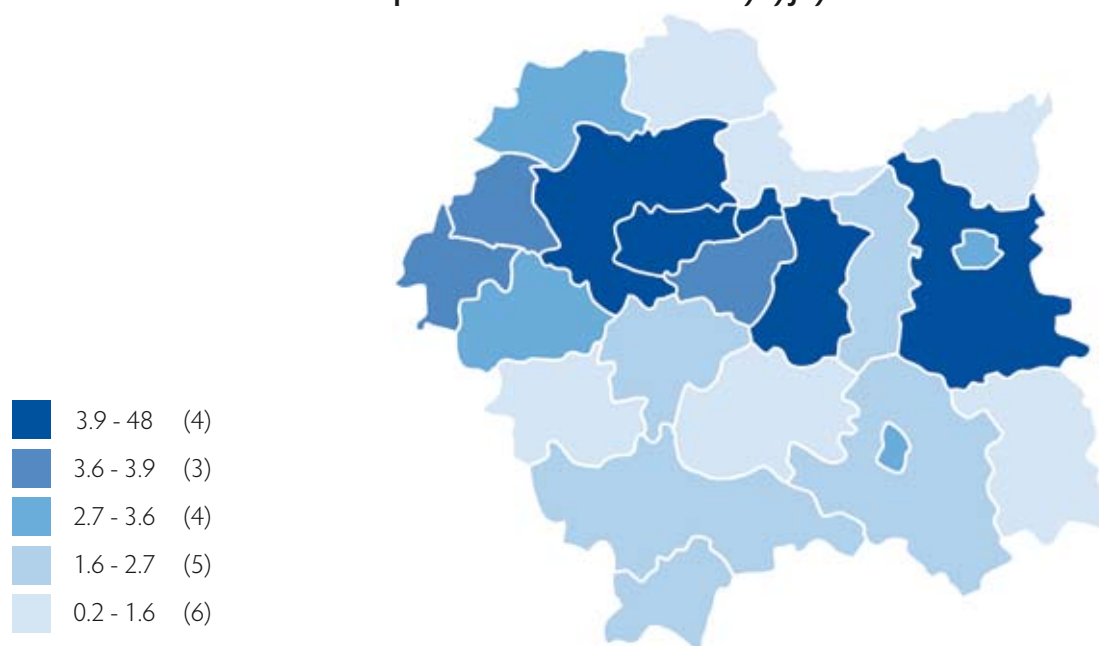 3.9 - 48 (4)
3.6 - 3.9 (3)
2.7 - 3.6 (4)
1.6 - 2.7 (5)
0.2 - 1.6 (6)